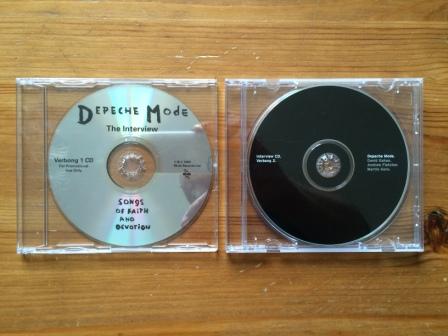 DEPECHE MODE
The Interview
Verbong 1 CD
For Promotional
Use Only
SONGS
OF FAITH
AND
DEVOTION
Interview CD.
Verbong 2.
Depeche Mode.
David Gahan.
Andrew Fletcher.
Martin Gore.